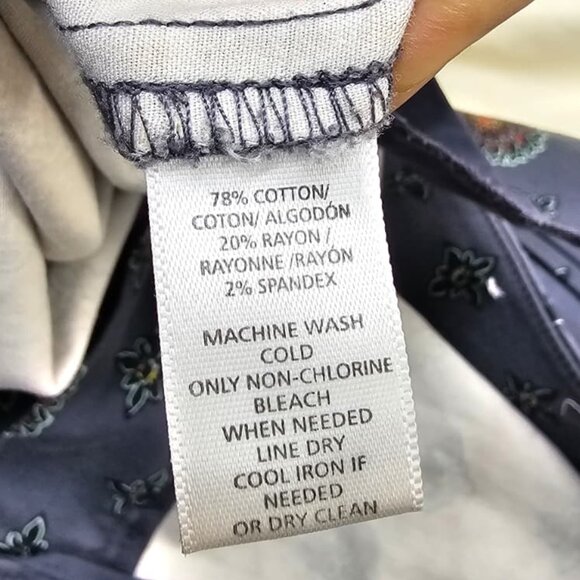 78% COTTON/
COTON/ ALGODÓN
20% RAYON /
RAYONNE /RAYÓN
2% SPANDEX
MACHINE WASH
COLD
ONLY NON-CHLORINE
BLEACH
WHEN NEEDED
LINE DRY
COOL IRON IF
NEEDED
OR DRY CLEAN